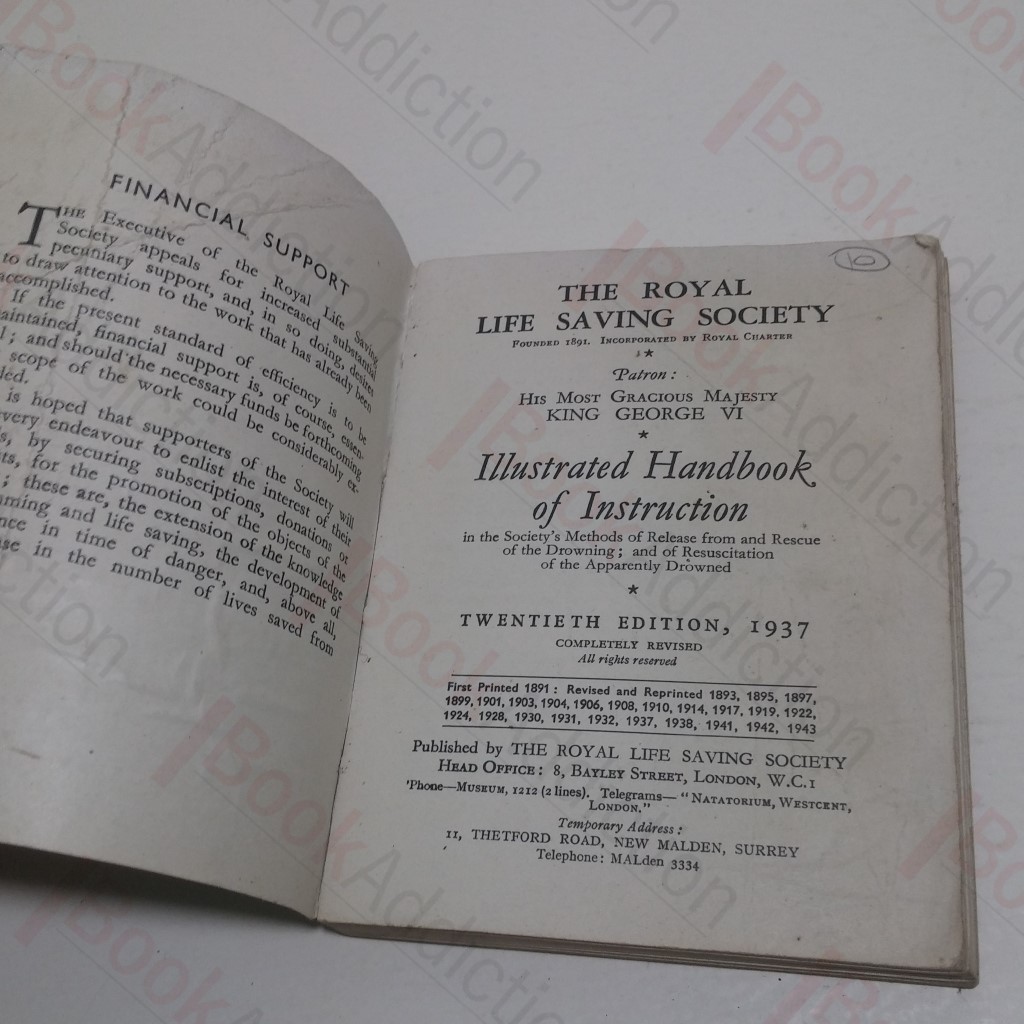 FINANCIAL SUPPORT
THE Executive of the Royal Life Saving
Society appeals for increased substantial
pecuniary support, and, in so doing, desires
to draw attention to the work that has already been
accomplished.
If the present standard of efficiency is to be
aintained, financial support is, of course, essen-
l; and should the necessary funds be forthcoming
scope of the work could be considerably ex-
ded.
is hoped that supporters of the Society will
very endeavour to enlist the interest of their
s, by securing subscriptions, donations or
ts, for the promotion of the objects of the
; these are, the extension of the knowledge
ming and life saving, the development of
nce in time of danger, and, above all,
se in the number of lives saved from
10
THE ROYAL
LIFE SAVING SOCIETY
FOUNDED 1891. INCORPORATED BY ROYAL CHARTER
Patron:
HIS MOST GRACIOUS MAJESTY
KING GEORGE VI
Illustrated Handbook
of Instruction
in the Society's Methods of Release from and Rescue
of the Drowning; and of Resuscitation
of the Apparently Drowned
TWENTIETH EDITION, 1937
COMPLETELY REVISED
All rights reserved
First Printed 1891: Revised and Reprinted 1893, 1895, 1897,
1899, 1901, 1903, 1904, 1906, 1908, 1910, 1914, 1917, 1919. 1922,
1924, 1928, 1930, 1931, 1932, 1937, 1938, 1941, 1942, 1943
Published by THE ROYAL LIFE SAVING SOCIETY
HEAD OFFICE: 8, BAYLEY STREET, LONDON, W.C.1
'Phone—MUSEUM, 1212 (2 lines). Telegrams—"NATATORIUM, WESTCENT,
LONDON."
Temporary Address:
11, THETFORD ROAD, NEW MALDEN, SURREY
Telephone: MALden 3334
Book Addiction